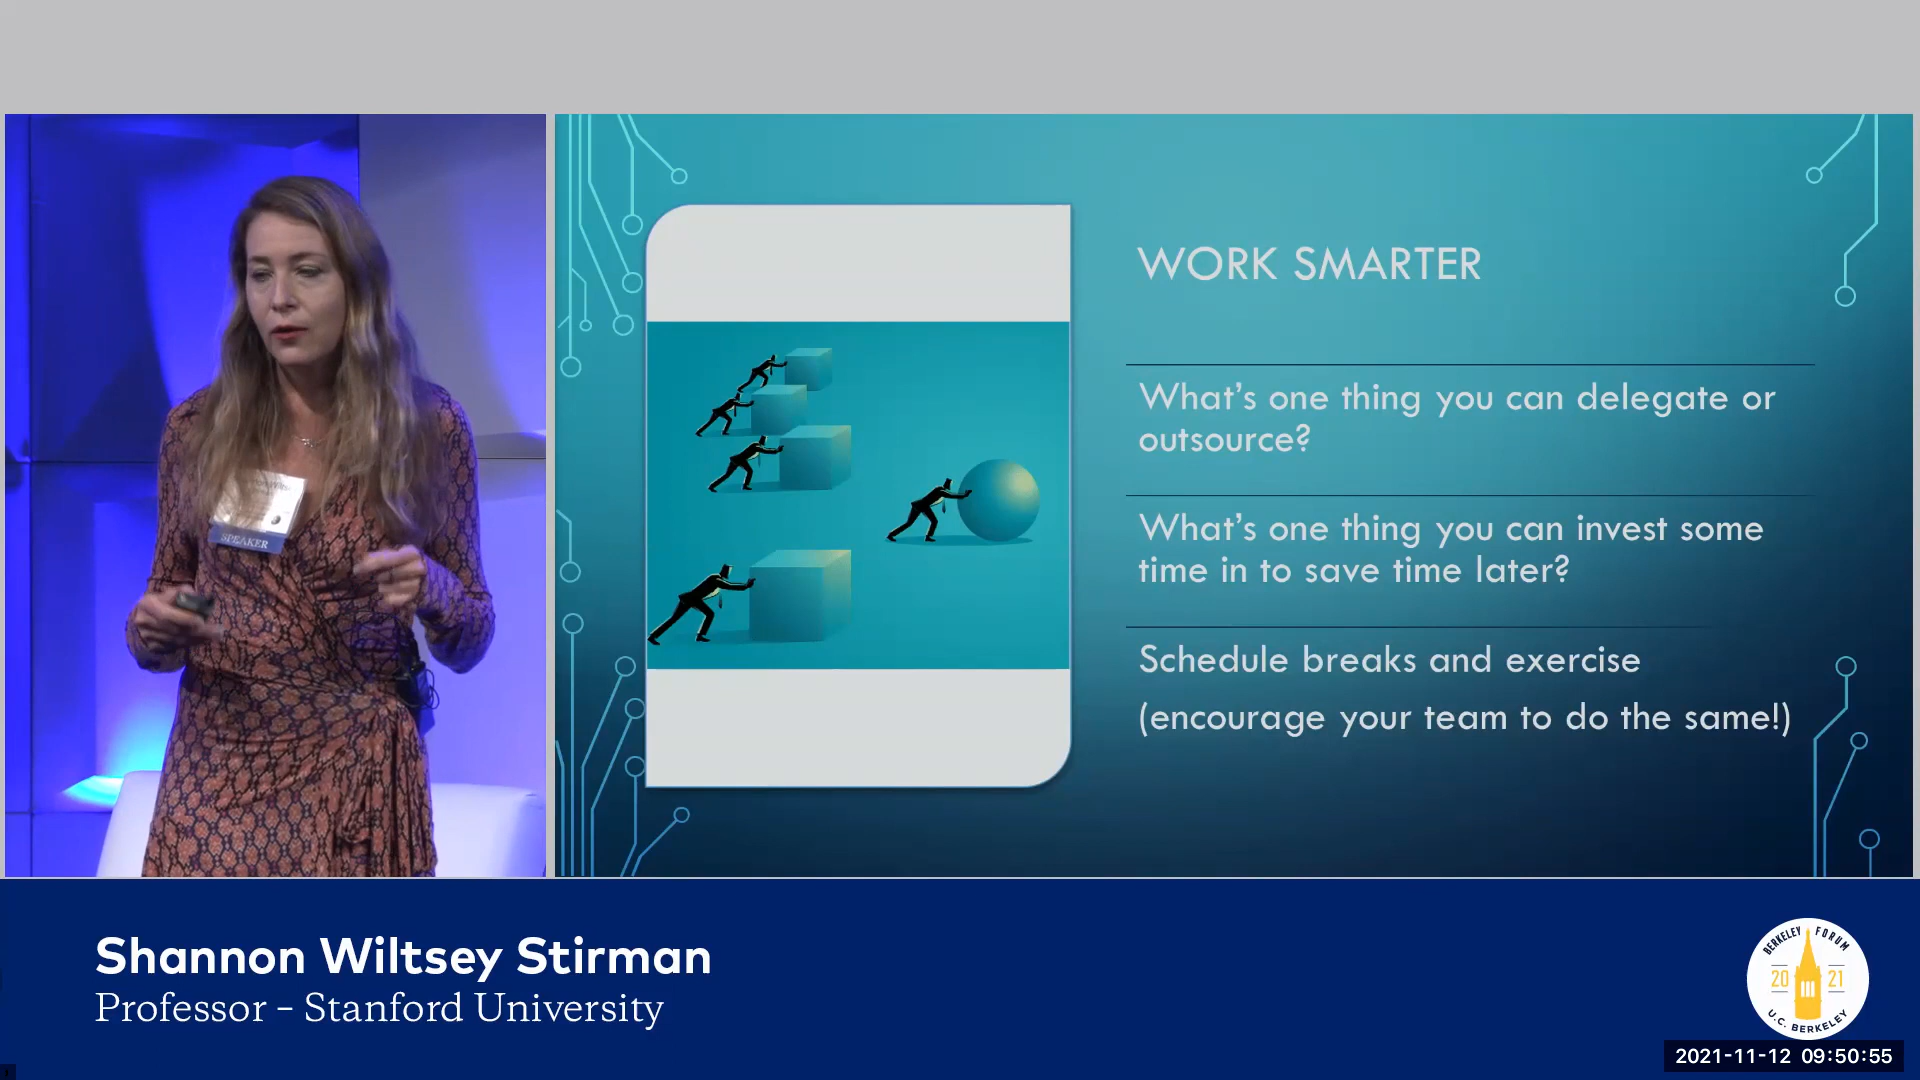 WORK SMARTER
What's one thing you can delegate or
outsource?
What's one thing you can invest some
time in to save time later?
Schedule breaks and exercise
(encourage your team to do the same!)
SPEAKER
Shannon Wiltsey Stirman
Professor – Stanford University
BERKELEY FORUM
20 21
U.C. BERKELEY
2021-11-12 09:50:55